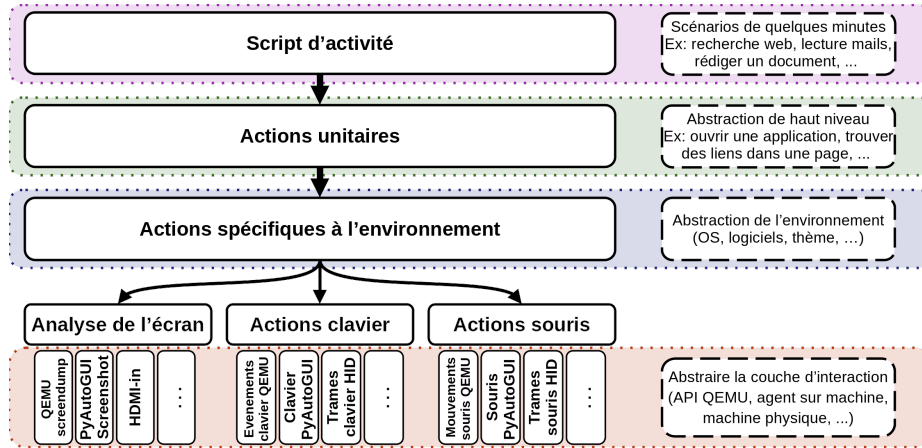 Script d’activité
Scénarios de quelques minutes
Ex: recherche web, lecture mails,
rédiger un document, ...
Actions unitaires
Abstraction de haut niveau
Ex: ouvrir une application, trouver
des liens dans une page, ...
Actions spécifiques à l’environnement
Abstraction de l’environnement
(OS, logiciels, thème, …)
Analyse de l’écran
Actions clavier
Actions souris
QEMU
screendump
PyAutoGUI
Screenshot
HDMI-in
. . .
Evenements
clavier QEMU
Clavier
PyAutoGUI
Trames
clavier HID
. . .
Mouvements
souris QEMU
Souris
PyAutoGUI
Trames
souris HID
. . .
Abstraire la couche d’interaction
(API QEMU, agent sur machine,
machine physique, ...)